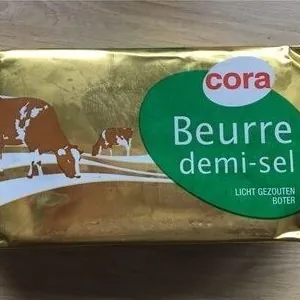 cora
Beurre
demi-sel
LICHT GEZOUTEN
BOTER